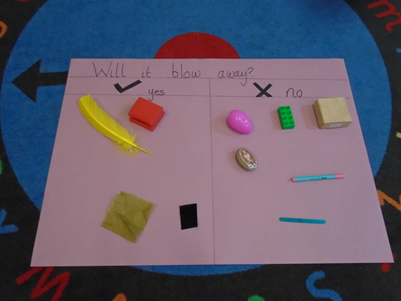 Will it blow away?
✓ yes
✗ no